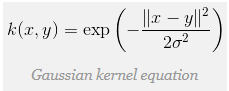 k(x, y) = exp ( − ||x − y||² / 2σ² )
Gaussian kernel equation